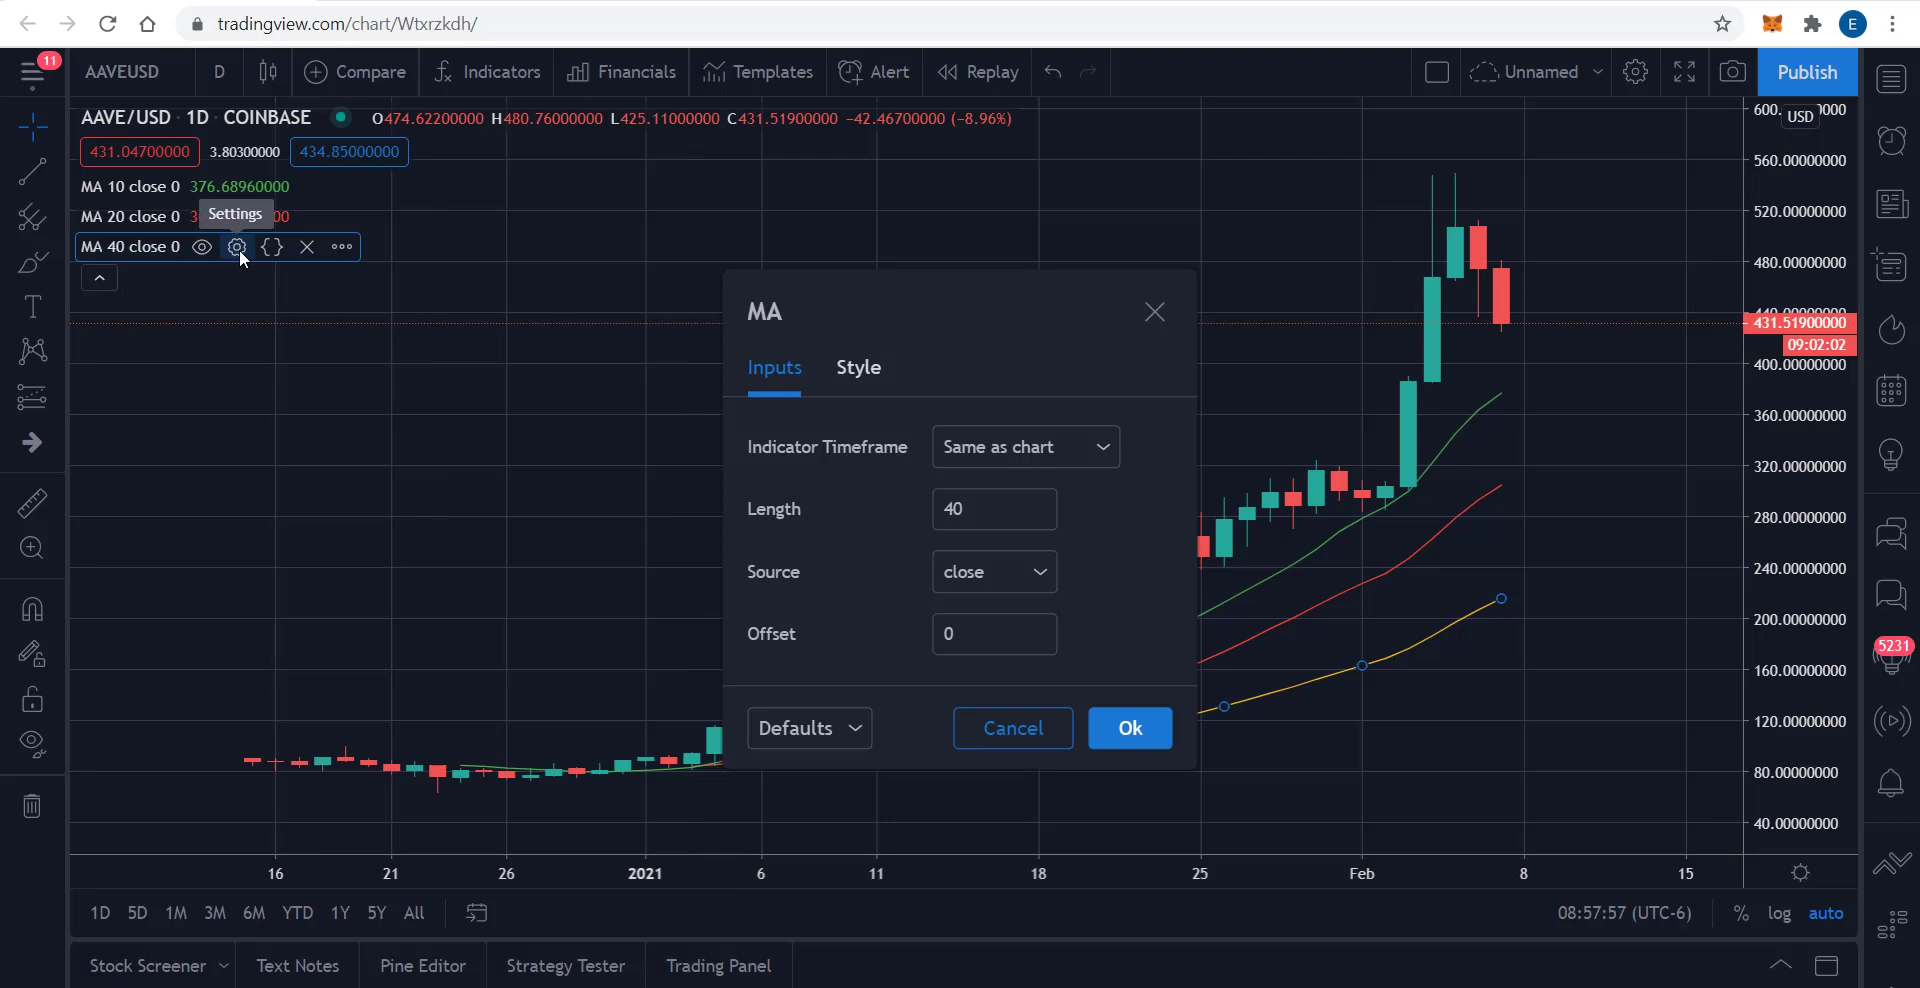 tradingview.com/chart/Wtxrzkdh/
E
11
AAVEUSD D Compare Indicators Financials Templates Alert Replay Unnamed Publish
AAVE/USD · 1D · COINBASE O474.62200000 H480.76000000 L425.11000000 C431.51900000 −42.46700000 (−8.96%)
431.04700000 3.80300000 434.85000000
MA 10 close 0 376.68960000
MA 20 close 0
Settings
MA 40 close 0
USD
560.00000000
520.00000000
480.00000000
431.51900000
09:02:02
400.00000000
360.00000000
320.00000000
280.00000000
240.00000000
200.00000000
160.00000000
120.00000000
80.00000000
40.00000000
MA
Inputs Style
Indicator Timeframe Same as chart
Length 40
Source close
Offset 0
Defaults Cancel Ok
5231
16 21 26 2021 6 11 18 25 Feb 8 15
1D 5D 1M 3M 6M YTD 1Y 5Y All 08:57:57 (UTC-6) % log auto
Stock Screener Text Notes Pine Editor Strategy Tester Trading Panel